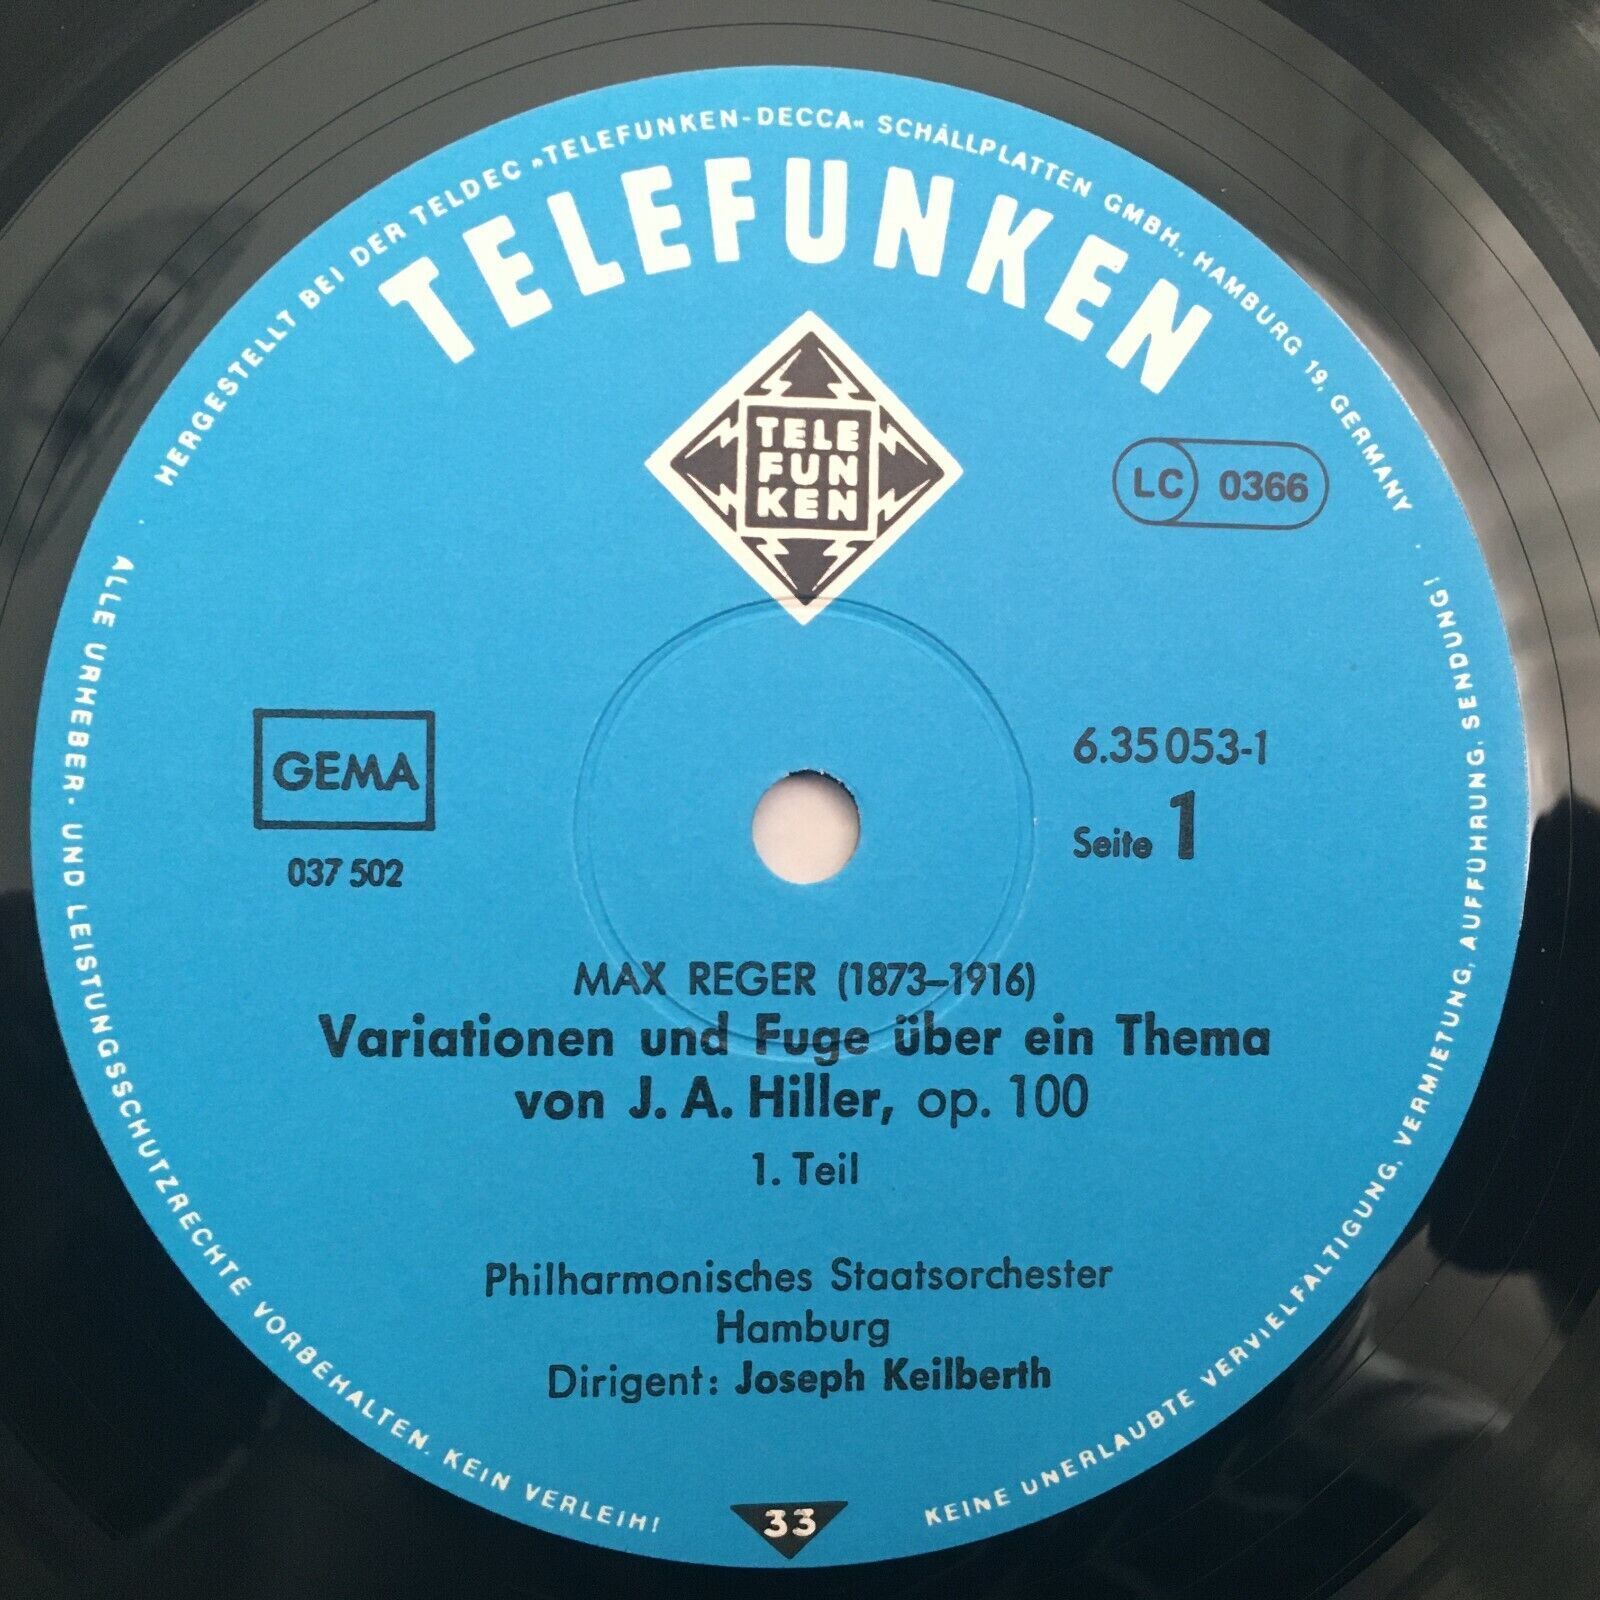 HERGESTELLT BEI DER TELDEC »TELEFUNKEN-DECCA« SCHALLPLATTEN GMBH., HAMBURG 19, GERMANY
TELEFUNKEN
TELE
FUN
KEN
LC 0366
GEMA
037 502
6.35 053-1
Seite 1
MAX REGER (1873–1916)
Variationen und Fuge über ein Thema
von J. A. Hiller, op. 100
1. Teil
Philharmonisches Staatsorchester
Hamburg
Dirigent: Joseph Keilberth
ALLE URHEBER- UND LEISTUNGSSCHUTZRECHTE VORBEHALTEN. KEIN VERLEIH!
KEINE UNERLAUBTE VERVIELFALTIGUNG, VERMIETUNG, AUFFUHRUNG, SENDUNG!
33